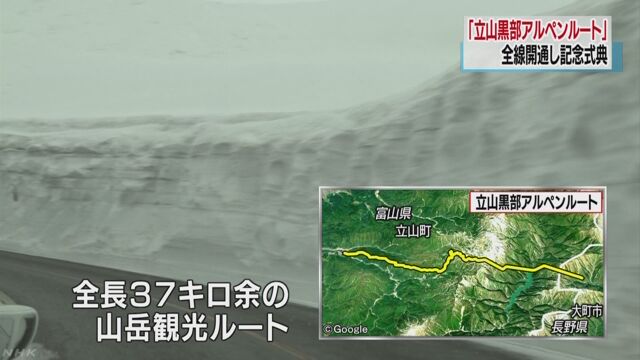 「立山黒部アルペンルート」
全線開通し記念式典
立山黒部アルペンルート
富山県
立山町
大町市
長野県
©Google
全長37キロ余の
山岳観光ルート
NHK